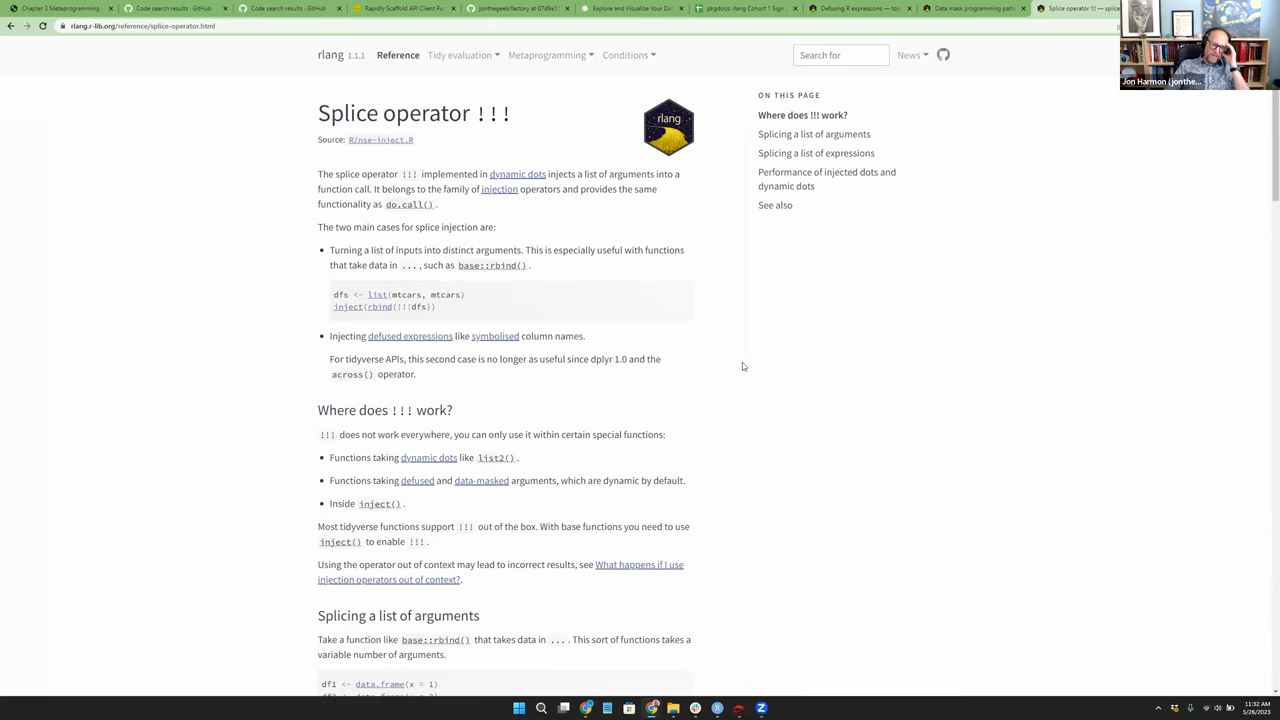 Chapter 3 Metaprogramming
Code search results · GitHub
Code search results · GitHub
Rapidly Scaffold API Client Pa
jonthegeek/factory at 07d9a5
Explore and Visualize Your Dat
pkgdocs: rlang Cohort 1 Sign
Defusing R expressions — to
Data mask programming pat
Splice operator !!! — splic
rlang.r-lib.org/reference/splice-operator.html
rlang 1.1.1 Reference Tidy evaluation Metaprogramming Conditions Search for News
Splice operator !!!
rlang
Source: R/nse-inject.R
The splice operator !!! implemented in dynamic dots injects a list of arguments into a
function call. It belongs to the family of injection operators and provides the same
functionality as do.call().
The two main cases for splice injection are:
• Turning a list of inputs into distinct arguments. This is especially useful with functions
that take data in ..., such as base::rbind().
dfs <- list(mtcars, mtcars)
inject(rbind(!!!dfs))
• Injecting defused expressions like symbolised column names.
For tidyverse APIs, this second case is no longer as useful since dplyr 1.0 and the
across() operator.
Where does !!! work?
!!! does not work everywhere, you can only use it within certain special functions:
• Functions taking dynamic dots like list2().
• Functions taking defused and data-masked arguments, which are dynamic by default.
• Inside inject().
Most tidyverse functions support !!! out of the box. With base functions you need to use
inject() to enable !!!.
Using the operator out of context may lead to incorrect results, see What happens if I use
injection operators out of context?.
Splicing a list of arguments
Take a function like base::rbind() that takes data in .... This sort of functions takes a
variable number of arguments.
df1 <- data.frame(x = 1)
ON THIS PAGE
Where does !!! work?
Splicing a list of arguments
Splicing a list of expressions
Performance of injected dots and
dynamic dots
See also
Jon Harmon (jonthe...
11:32 AM
5/26/2023